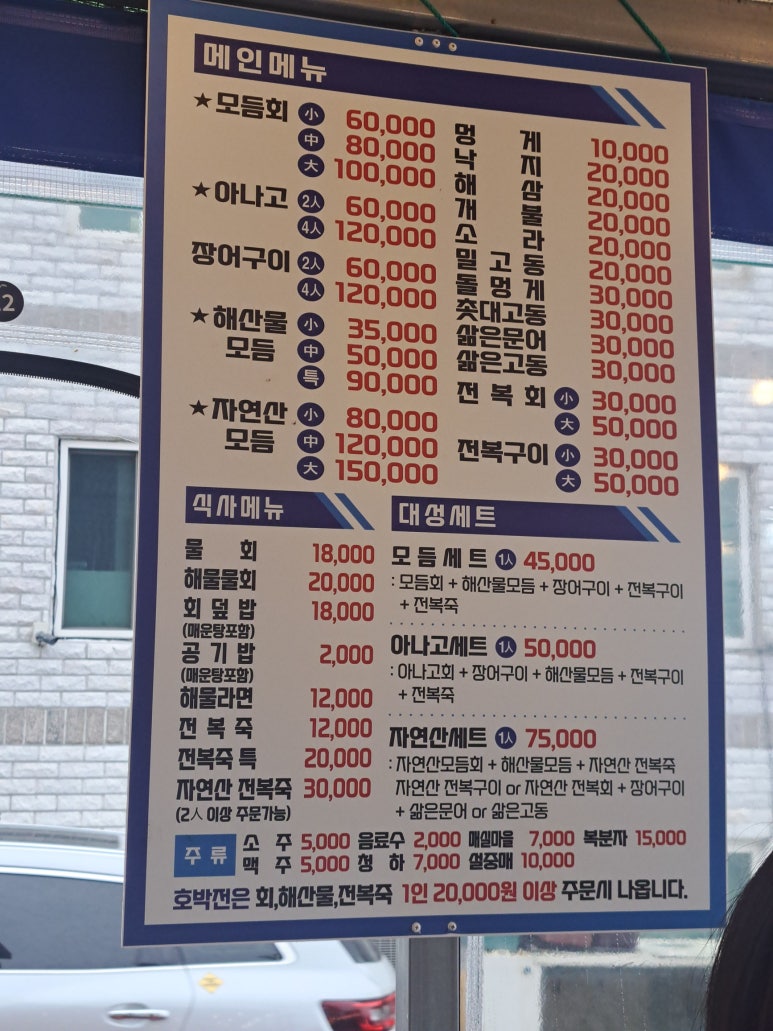 메인메뉴
★모듬회 小 60,000
中 80,000
大 100,000
★아나고 2人 60,000
4人 120,000
장어구이 2人 60,000
4人 120,000
★해산물 小 35,000
모듬 中 50,000
특 90,000
★자연산 小 80,000
모듬 中 120,000
大 150,000
멍 게 10,000
낙 지 20,000
해 삼 20,000
개 불 20,000
소 라 20,000
밀고동 20,000
돌멍게 30,000
촛대고동 30,000
삶은문어 30,000
삶은고동 30,000
전복회 小 30,000
大 50,000
전복구이 小 30,000
大 50,000
식사메뉴
물 회 18,000
해물물회 20,000
회덮밥 18,000
(매운탕포함)
공기밥 2,000
(매운탕포함)
해물라면 12,000
전복죽 12,000
전복죽 특 20,000
자연산 전복죽 30,000
(2人 이상 주문가능)
대성세트
모듬세트 1人 45,000
: 모듬회 + 해산물모듬 + 장어구이 + 전복구이
+ 전복죽
아나고세트 1人 50,000
: 아나고회 + 장어구이 + 해산물모듬 + 전복구이
+ 전복죽
자연산세트 1人 75,000
: 자연산모듬회 + 해산물모듬 + 자연산 전복죽
자연산 전복구이 or 자연산 전복회 + 장어구이
+ 삶은문어 or 삶은고동
주류
소 주 5,000 음료수 2,000 매실마을 7,000 복분자 15,000
맥 주 5,000 청 하 7,000 설중매 10,000
호박전은 회,해산물,전복죽 1인 20,000원 이상 주문시 나옵니다.